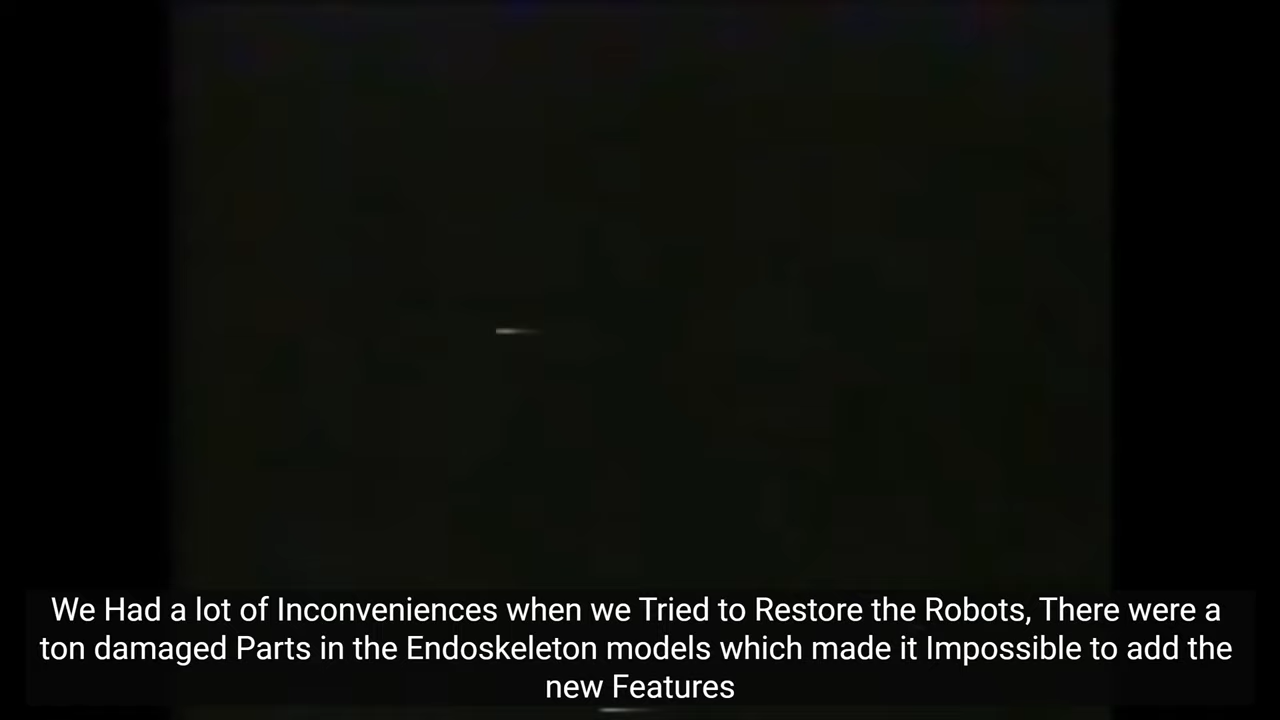 We Had a lot of Inconveniences when we Tried to Restore the Robots, There were a
ton damaged Parts in the Endoskeleton models which made it Impossible to add the
new Features